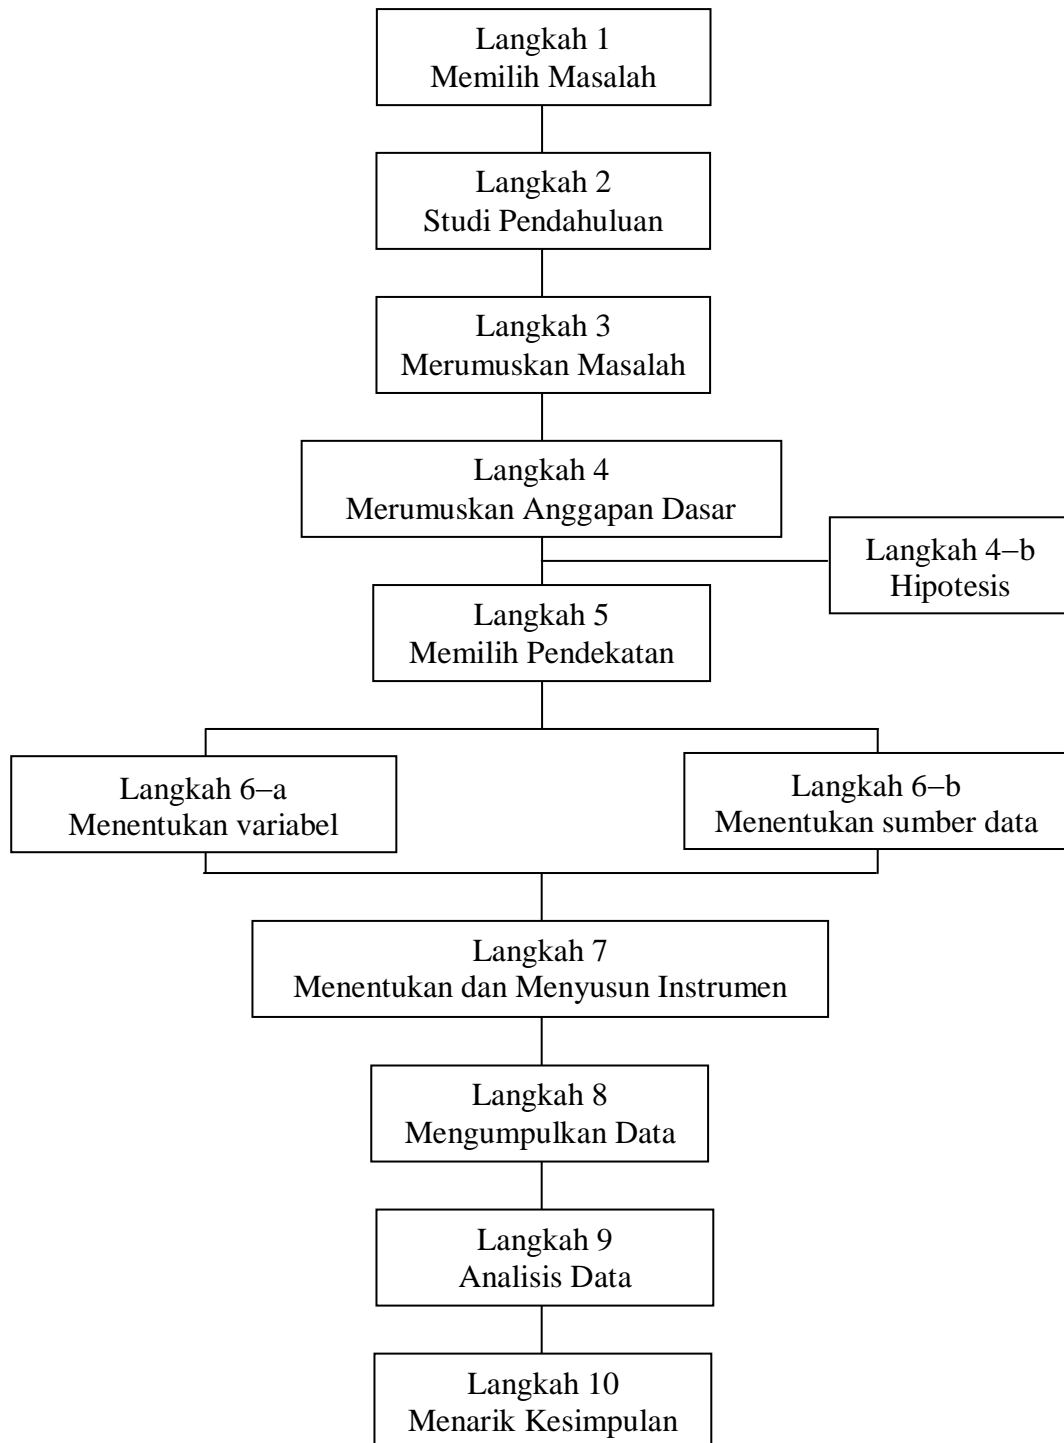 Langkah 1
Memilih Masalah
Langkah 2
Studi Pendahuluan
Langkah 3
Merumuskan Masalah
Langkah 4
Merumuskan Anggapan Dasar
Langkah 4–b
Hipotesis
Langkah 5
Memilih Pendekatan
Langkah 6–a
Menentukan variabel
Langkah 6–b
Menentukan sumber data
Langkah 7
Menentukan dan Menyusun Instrumen
Langkah 8
Mengumpulkan Data
Langkah 9
Analisis Data
Langkah 10
Menarik Kesimpulan